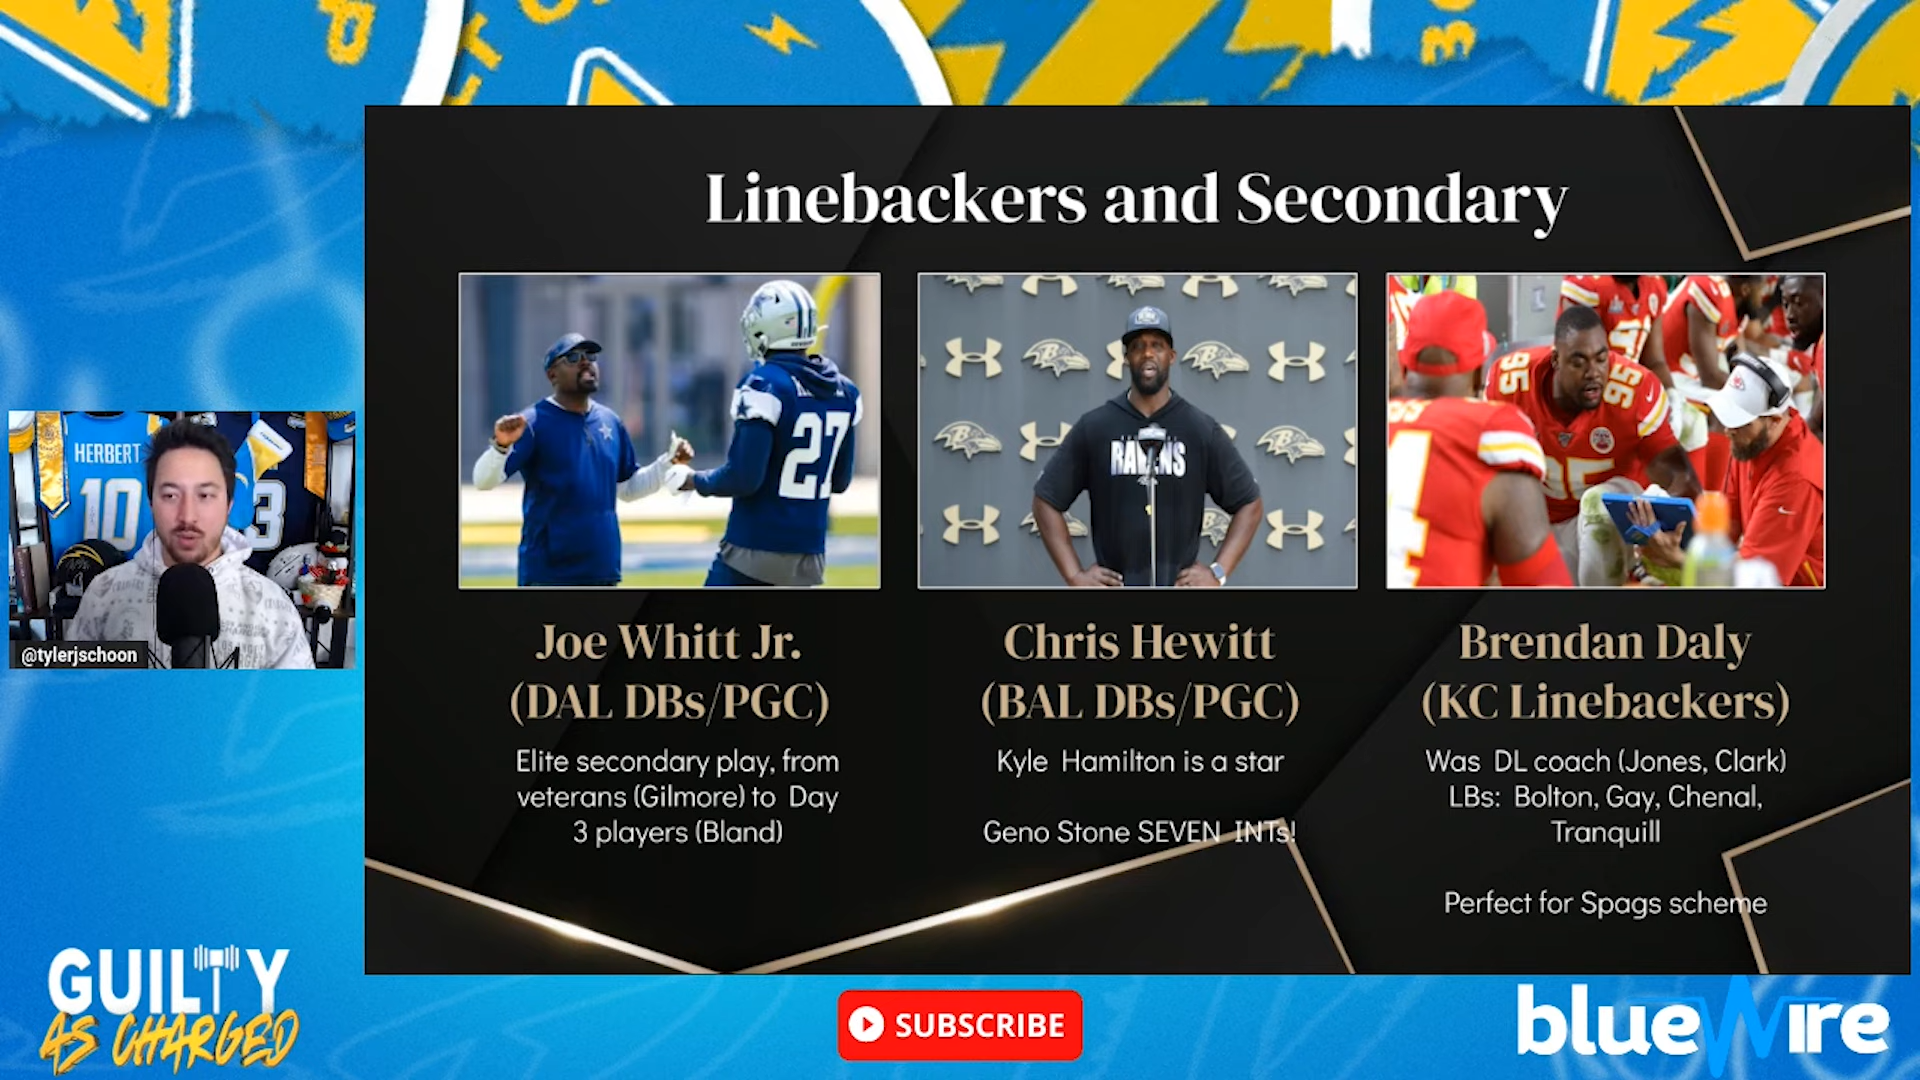 Linebackers and Secondary
27
RAVENS
95
95
95
HERBERT
10
3
@tylerjschoon
Joe Whitt Jr.
(DAL DBs/PGC)
Elite secondary play, from
veterans (Gilmore) to Day
3 players (Bland)
Chris Hewitt
(BAL DBs/PGC)
Kyle Hamilton is a star
Geno Stone SEVEN INTs!
Brendan Daly
(KC Linebackers)
Was DL coach (Jones, Clark)
LBs: Bolton, Gay, Chenal,
Tranquill
Perfect for Spags scheme
GUILTY
AS CHARGED
SUBSCRIBE
bluewire